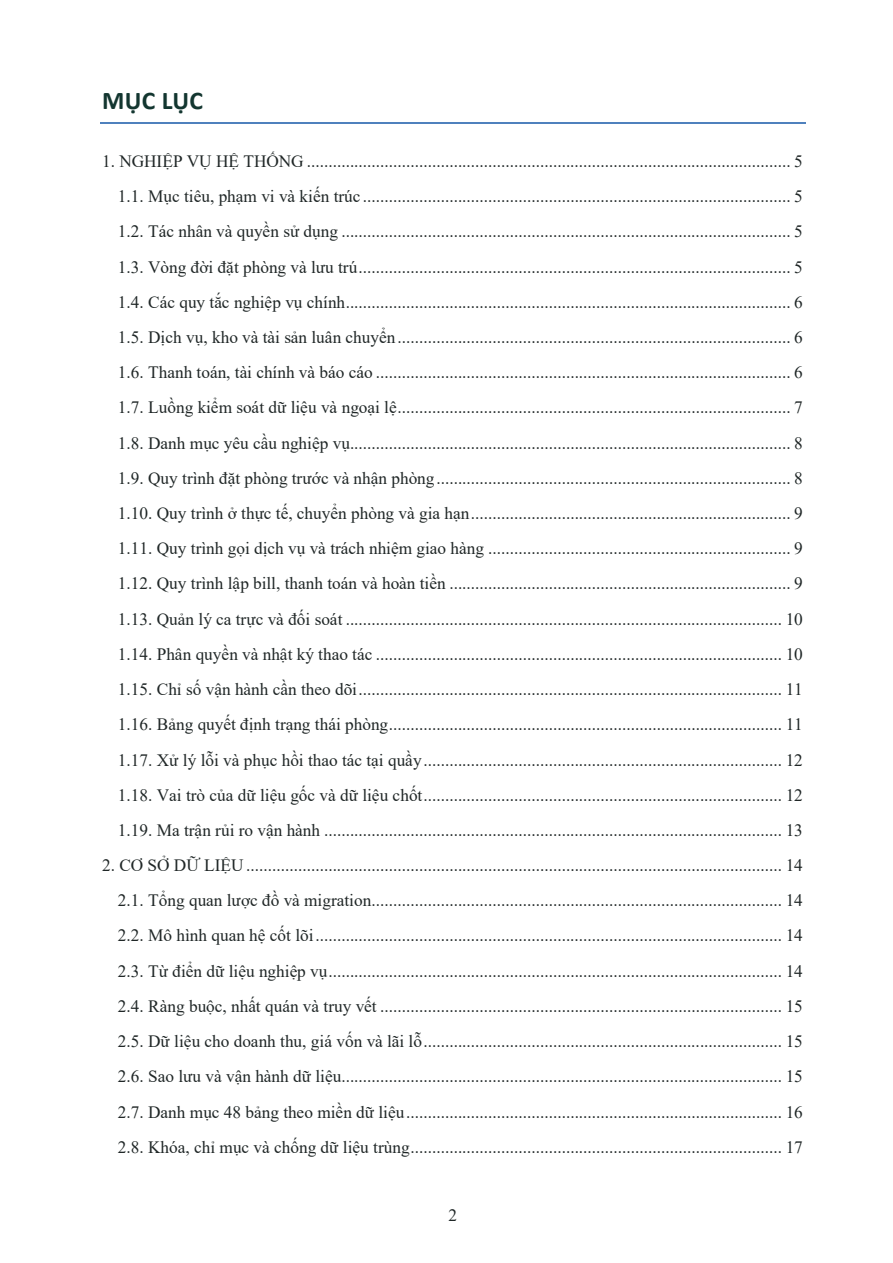 MỤC LỤC
1. NGHIỆP VỤ HỆ THỐNG ........ 5
1.1. Mục tiêu, phạm vi và kiến trúc ........ 5
1.2. Tác nhân và quyền sử dụng ........ 5
1.3. Vòng đời đặt phòng và lưu trú ........ 5
1.4. Các quy tắc nghiệp vụ chính ........ 6
1.5. Dịch vụ, kho và tài sản luân chuyển ........ 6
1.6. Thanh toán, tài chính và báo cáo ........ 6
1.7. Luồng kiểm soát dữ liệu và ngoại lệ ........ 7
1.8. Danh mục yêu cầu nghiệp vụ ........ 8
1.9. Quy trình đặt phòng trước và nhận phòng ........ 8
1.10. Quy trình ở thực tế, chuyển phòng và gia hạn ........ 9
1.11. Quy trình gọi dịch vụ và trách nhiệm giao hàng ........ 9
1.12. Quy trình lập bill, thanh toán và hoàn tiền ........ 9
1.13. Quản lý ca trực và đối soát ........ 10
1.14. Phân quyền và nhật ký thao tác ........ 10
1.15. Chỉ số vận hành cần theo dõi ........ 11
1.16. Bảng quyết định trạng thái phòng ........ 11
1.17. Xử lý lỗi và phục hồi thao tác tại quầy ........ 12
1.18. Vai trò của dữ liệu gốc và dữ liệu chốt ........ 12
1.19. Ma trận rủi ro vận hành ........ 13
2. CƠ SỞ DỮ LIỆU ........ 14
2.1. Tổng quan lược đồ và migration ........ 14
2.2. Mô hình quan hệ cốt lõi ........ 14
2.3. Từ điển dữ liệu nghiệp vụ ........ 14
2.4. Ràng buộc, nhất quán và truy vết ........ 15
2.5. Dữ liệu cho doanh thu, giá vốn và lãi lỗ ........ 15
2.6. Sao lưu và vận hành dữ liệu ........ 15
2.7. Danh mục 48 bảng theo miền dữ liệu ........ 16
2.8. Khóa, chỉ mục và chống dữ liệu trùng ........ 17
2